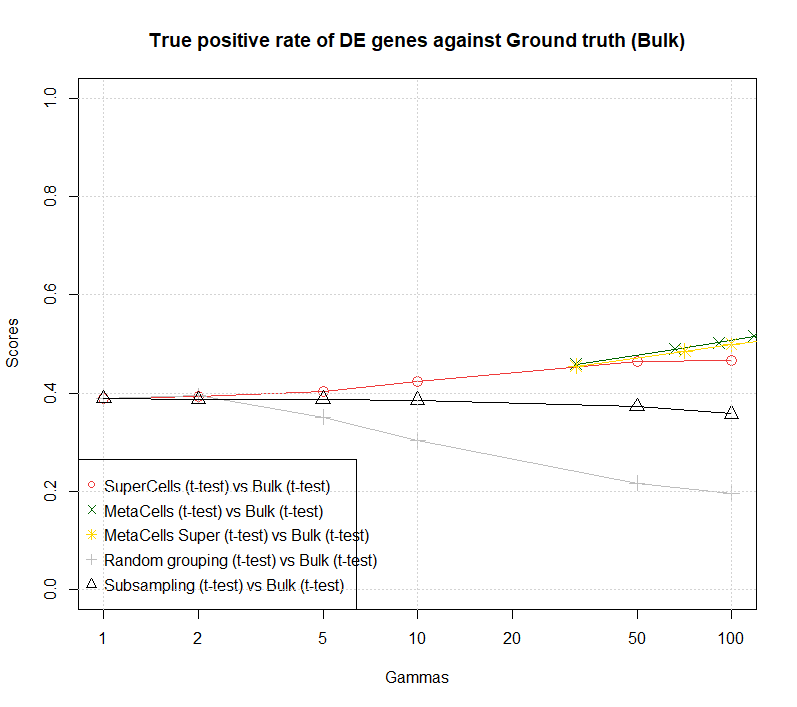 True positive rate of DE genes against Ground truth (Bulk)
1.0
0.8
0.6
0.4
0.2
0.0
Scores
SuperCells (t-test) vs Bulk (t-test)
MetaCells (t-test) vs Bulk (t-test)
MetaCells Super (t-test) vs Bulk (t-test)
Random grouping (t-test) vs Bulk (t-test)
Subsampling (t-test) vs Bulk (t-test)
1 2 5 10 20 50 100
Gammas